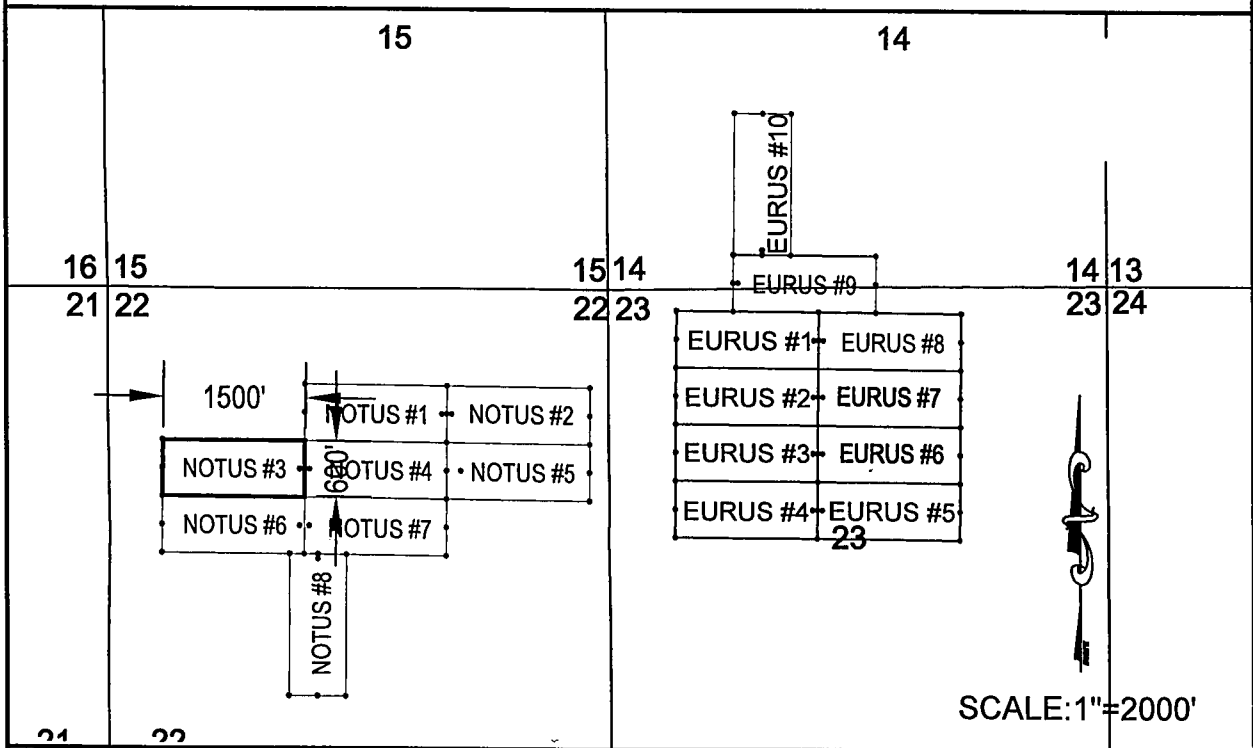 15
14
EURUS #10
16 15
15 14
14 13
EURUS #9
21 22
22 23
23 24
EURUS #1
EURUS #8
1500'
NOTUS #1
NOTUS #2
EURUS #2
EURUS #7
NOTUS #3
600'
NOTUS #4
NOTUS #5
EURUS #3
EURUS #6
NOTUS #6
NOTUS #7
EURUS #4
EURUS #5
23
NOTUS #8
SCALE:1"=2000'
21
22